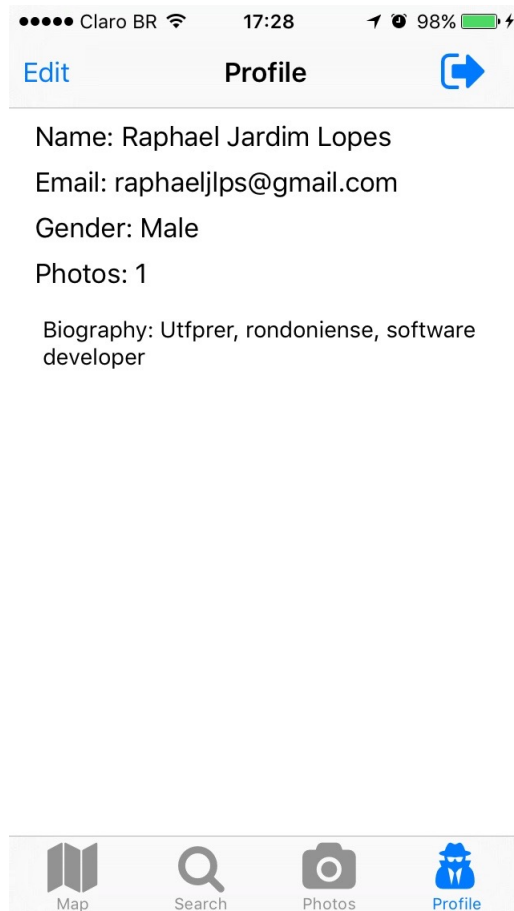 Claro BR 17:28 98%
Edit Profile
Name: Raphael Jardim Lopes
Email: raphaeljlps@gmail.com
Gender: Male
Photos: 1
Biography: Utfprer, rondoniense, software
developer
Map Search Photos Profile